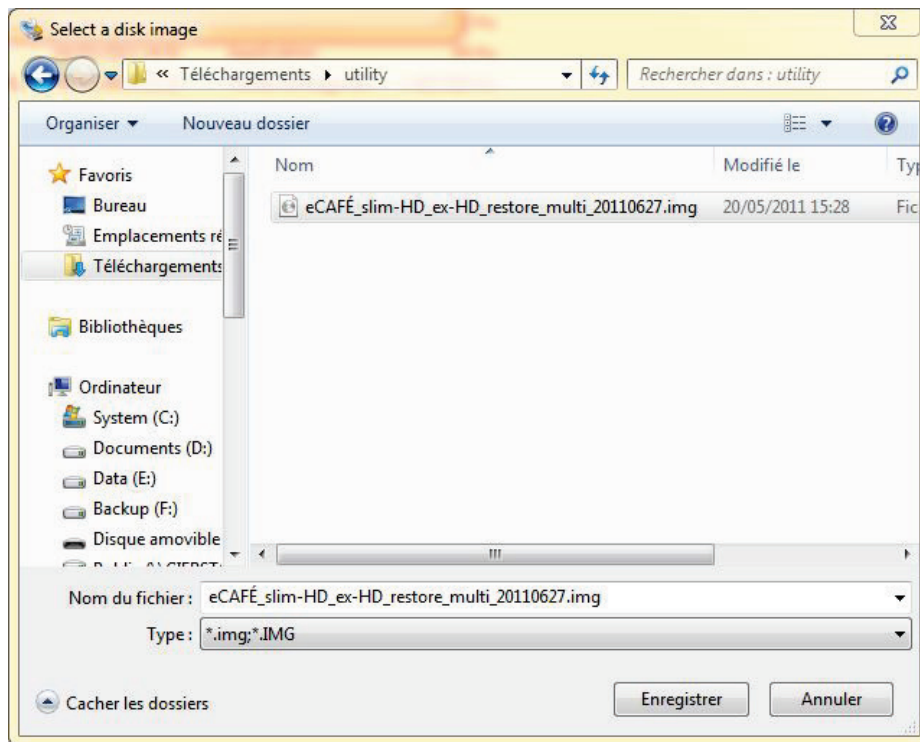 Select a disk image
« Téléchargements utility
Rechercher dans : utility
Organiser
Nouveau dossier
Favoris
Bureau
Emplacements ré
Téléchargements
Bibliothèques
Ordinateur
System (C:)
Documents (D:)
Data (E:)
Backup (F:)
Disque amovible
Nom
Modifié le
Typ
eCAFÉ_slim-HD_ex-HD_restore_multi_20110627.img
20/05/2011 15:28
Fic
Nom du fichier :
eCAFÉ_slim-HD_ex-HD_restore_multi_20110627.img
Type :
*.img;*.IMG
Cacher les dossiers
Enregistrer
Annuler